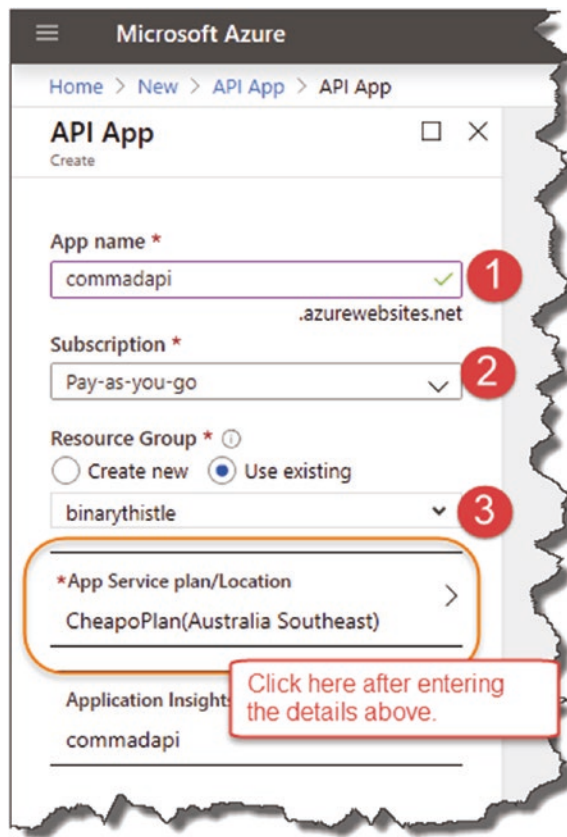 Microsoft Azure
Home > New > API App > API App
API App
Create
App name *
commadapi
1
.azurewebsites.net
Subscription *
Pay-as-you-go
2
Resource Group *
Create new Use existing
binarythistle
3
*App Service plan/Location
CheapoPlan(Australia Southeast)
Click here after entering
the details above.
Application Insights
commadapi